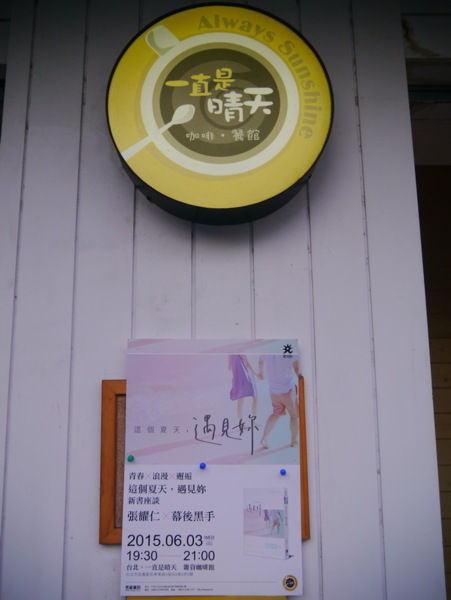 Always Sunshine
一直是
晴天
咖啡・餐館
這個夏天，遇見妳
青春×浪漫×邂逅
這個夏天，遇見妳
新書座談
張耀仁×幕後黑手
2015.06.03
19:30 21:00
台北．一直是晴天